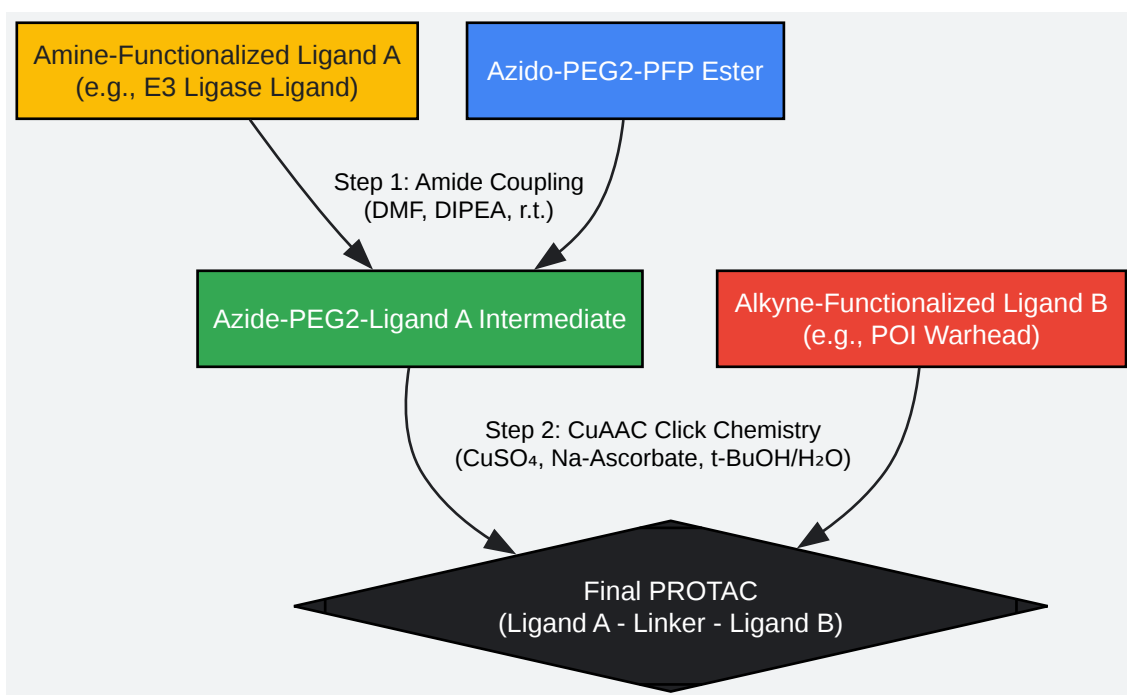 Amine-Functionalized Ligand A
(e.g., E3 Ligase Ligand)
Azido-PEG2-PFP Ester
Step 1: Amide Coupling
(DMF, DIPEA, r.t.)
Azide-PEG2-Ligand A Intermediate
Alkyne-Functionalized Ligand B
(e.g., POI Warhead)
Step 2: CuAAC Click Chemistry
(CuSO₄, Na-Ascorbate, t-BuOH/H₂O)
Final PROTAC
(Ligand A - Linker - Ligand B)